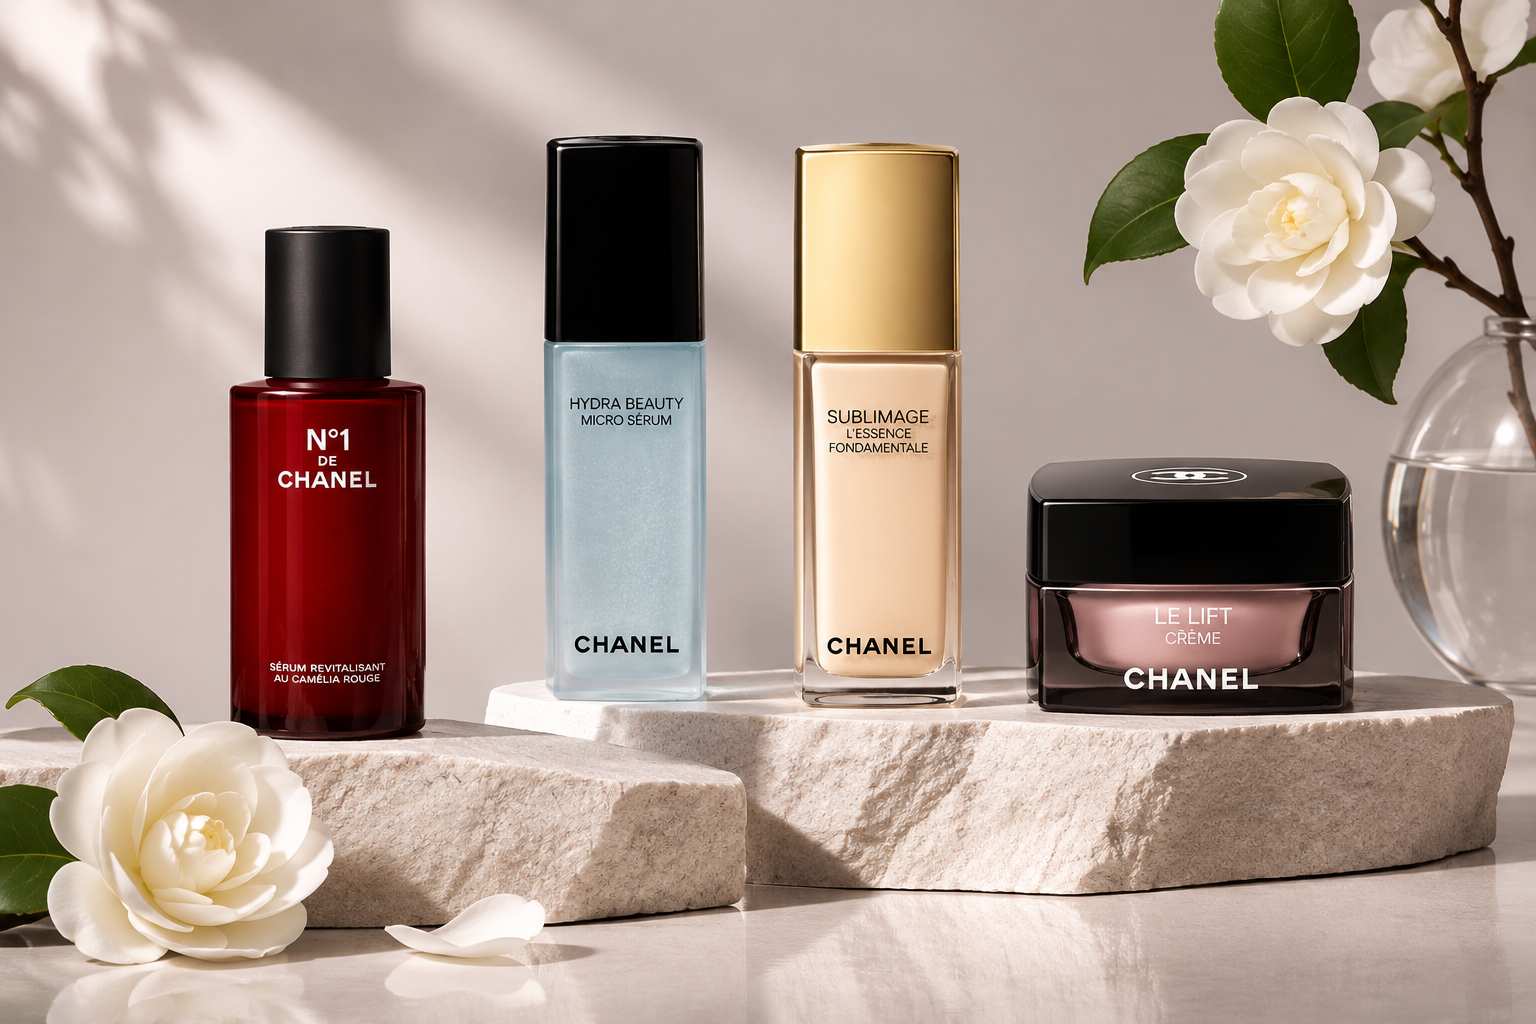 N°1
DE
CHANEL
SÉRUM REVITALISANT
AU CAMÉLIA ROUGE
HYDRA BEAUTY
MICRO SÉRUM
CHANEL
SUBLIMAGE
L'ESSENCE
FONDAMENTALE
CHANEL
LE LIFT
CRÈME
CHANEL